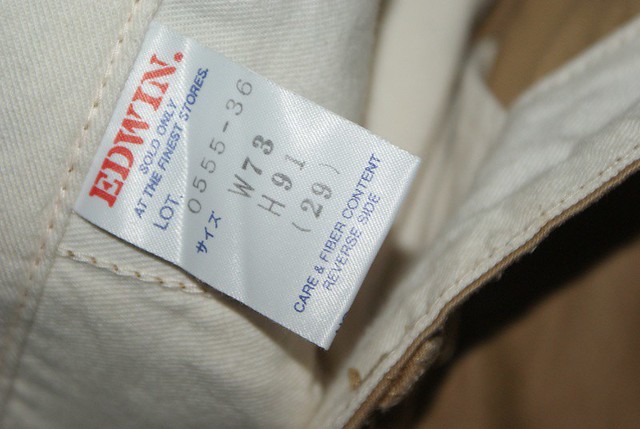 EDWIN.
SOLD ONLY
AT THE FINEST STORES.
LOT. 0555-36
サイズ W73
H91
(29)
CARE & FIBER CONTENT
REVERSE SIDE